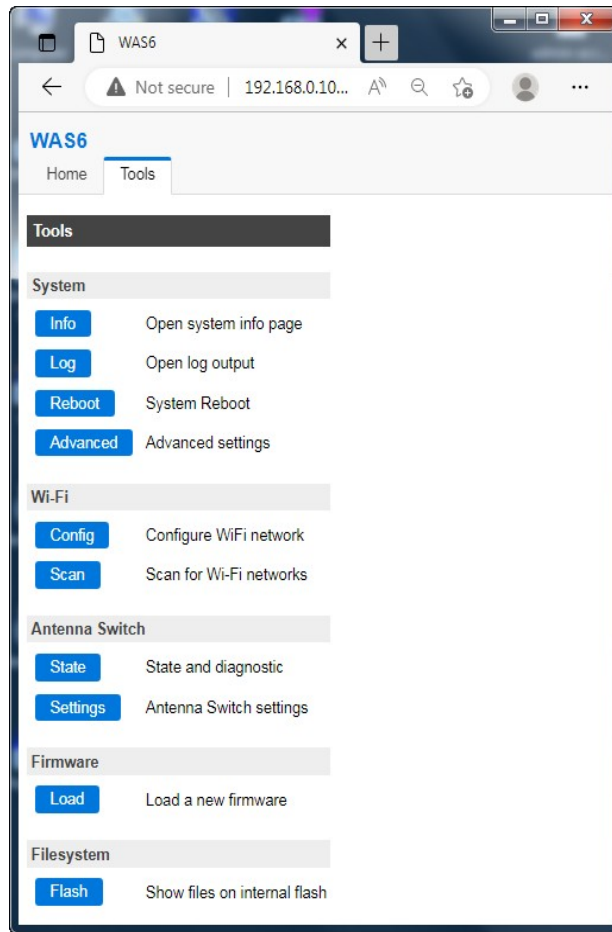 WAS6
Not secure | 192.168.0.10...
WAS6
Home Tools
Tools
System
Info Open system info page
Log Open log output
Reboot System Reboot
Advanced Advanced settings
Wi-Fi
Config Configure WiFi network
Scan Scan for Wi-Fi networks
Antenna Switch
State State and diagnostic
Settings Antenna Switch settings
Firmware
Load Load a new firmware
Filesystem
Flash Show files on internal flash